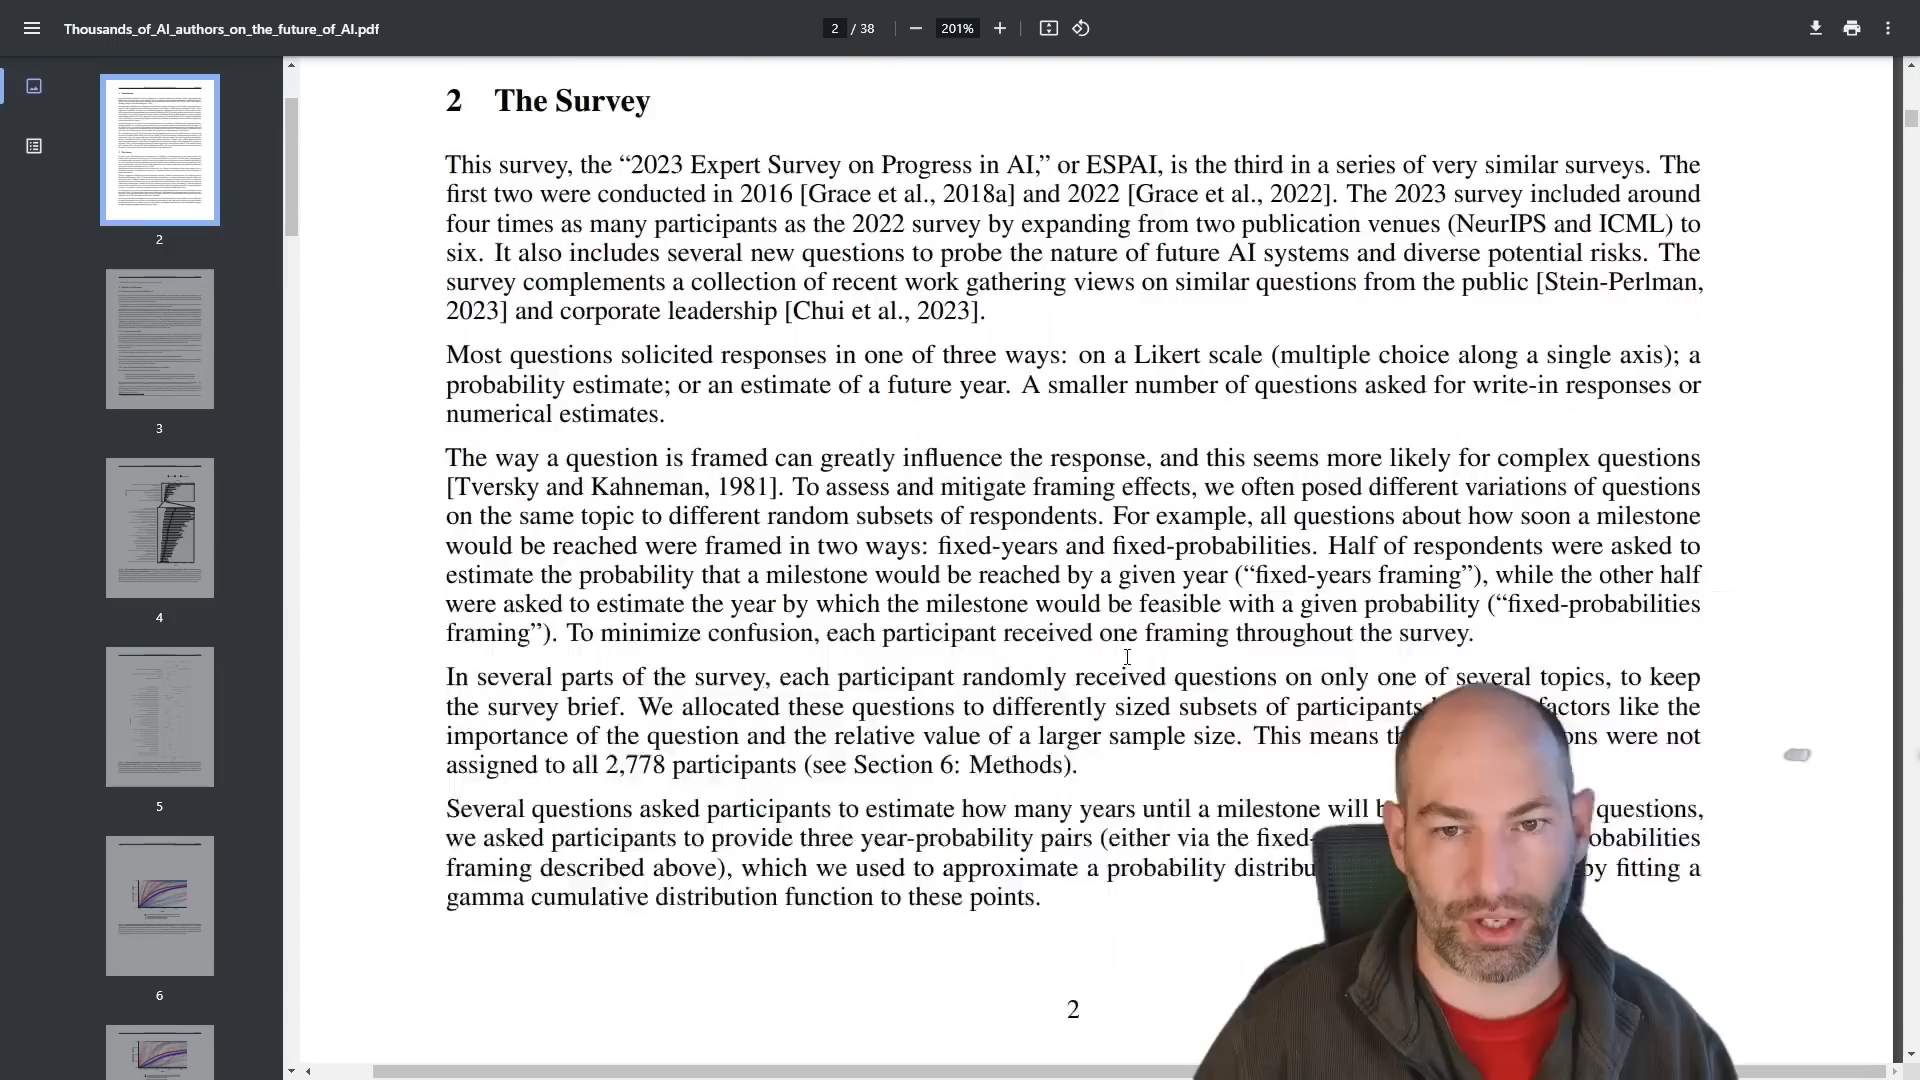 Thousands_of_AI_authors_on_the_future_of_AI.pdf
2 / 38
201%
2 The Survey
This survey, the “2023 Expert Survey on Progress in AI,” or ESPAI, is the third in a series of very similar surveys. The
first two were conducted in 2016 [Grace et al., 2018a] and 2022 [Grace et al., 2022]. The 2023 survey included around
four times as many participants as the 2022 survey by expanding from two publication venues (NeurIPS and ICML) to
six. It also includes several new questions to probe the nature of future AI systems and diverse potential risks. The
survey complements a collection of recent work gathering views on similar questions from the public [Stein-Perlman,
2023] and corporate leadership [Chui et al., 2023].
Most questions solicited responses in one of three ways: on a Likert scale (multiple choice along a single axis); a
probability estimate; or an estimate of a future year. A smaller number of questions asked for write-in responses or
numerical estimates.
The way a question is framed can greatly influence the response, and this seems more likely for complex questions
[Tversky and Kahneman, 1981]. To assess and mitigate framing effects, we often posed different variations of questions
on the same topic to different random subsets of respondents. For example, all questions about how soon a milestone
would be reached were framed in two ways: fixed-years and fixed-probabilities. Half of respondents were asked to
estimate the probability that a milestone would be reached by a given year (“fixed-years framing”), while the other half
were asked to estimate the year by which the milestone would be feasible with a given probability (“fixed-probabilities
framing”). To minimize confusion, each participant received one framing throughout the survey.
In several parts of the survey, each participant randomly received questions on only one of several topics, to keep
the survey brief. We allocated these questions to differently sized subsets of participants factors like the
importance of the question and the relative value of a larger sample size. This means were not
assigned to all 2,778 participants (see Section 6: Methods).
Several questions asked participants to estimate how many years until a milestone will questions,
we asked participants to provide three year-probability pairs (either via the fixed-
framing described above), which we used to approximate a probability by fitting a
gamma cumulative distribution function to these points.
2
2
3
4
5
6